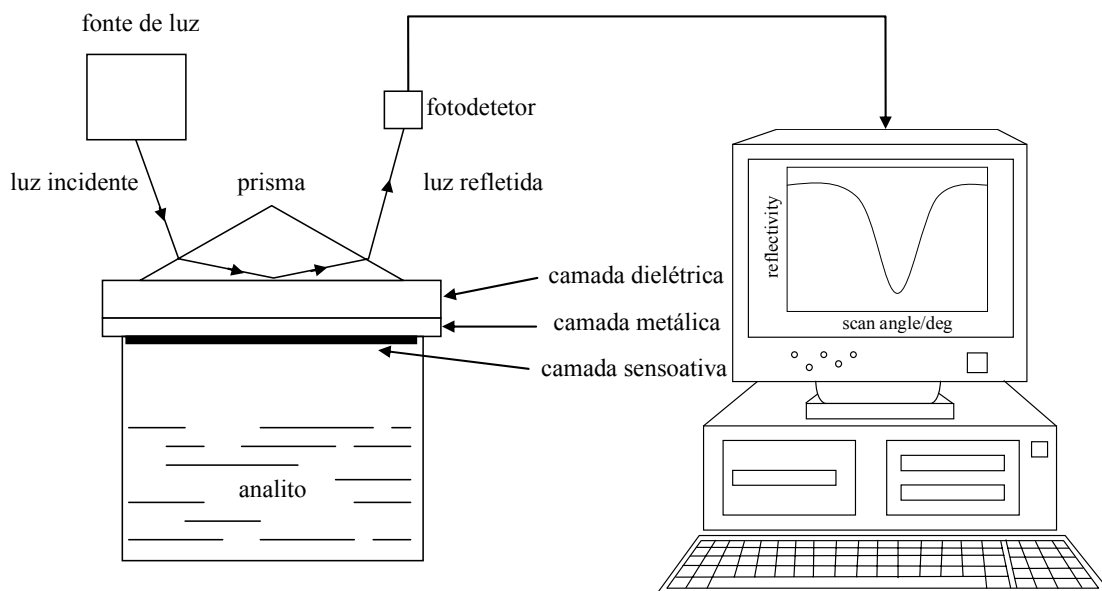 fonte de luz
fotodetetor
luz incidente
prisma
luz refletida
reflectivity
scan angle/deg
camada dielétrica
camada metálica
camada sensoativa
analito